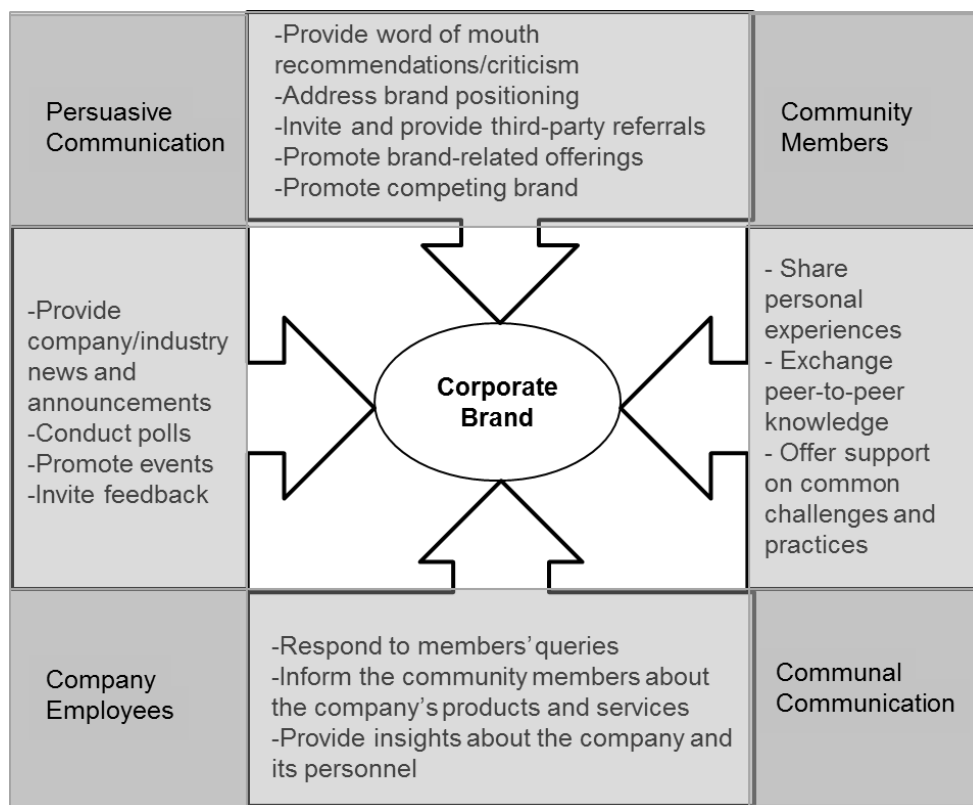 Persuasive
Communication
-Provide word of mouth
recommendations/criticism
-Address brand positioning
-Invite and provide third-party referrals
-Promote brand-related offerings
-Promote competing brand
Community
Members
-Provide
company/industry
news and
announcements
-Conduct polls
-Promote events
-Invite feedback
Corporate
Brand
- Share
personal
experiences
- Exchange
peer-to-peer
knowledge
- Offer support
on common
challenges and
practices
Company
Employees
-Respond to members’ queries
-Inform the community members about
the company’s products and services
-Provide insights about the company and
its personnel
Communal
Communication